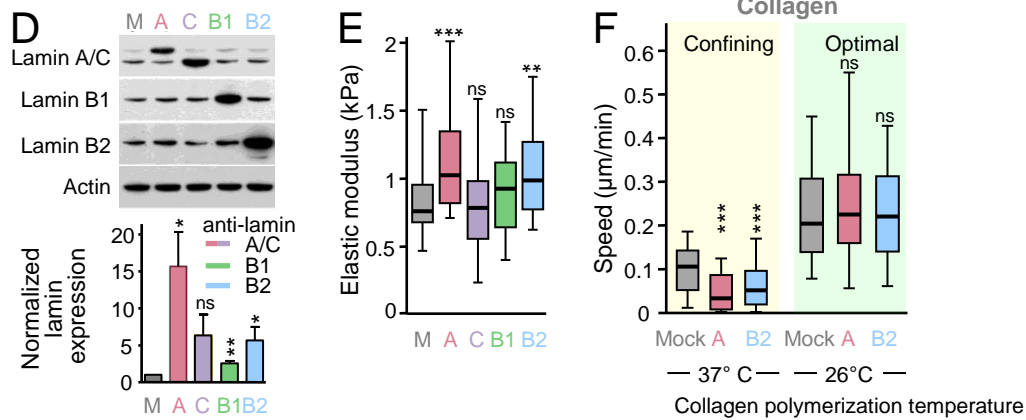 D
M A C B1 B2
Lamin A/C
Lamin B1
Lamin B2
Actin
Normalized
lamin
expression
20
15
10
5
0
*
ns
**
*
anti-lamin
A/C
B1
B2
M A C B1 B2
E
Elastic modulus (kPa)
2
1.5
1
0.5
0
***
ns
ns
**
M A C B1 B2
Collagen
F
Speed (µm/min)
0.6
0.5
0.4
0.3
0.2
0.1
0
Confining
Optimal
***
***
ns
ns
Mock A B2 Mock A B2
37° C 26°C
Collagen polymerization temperature